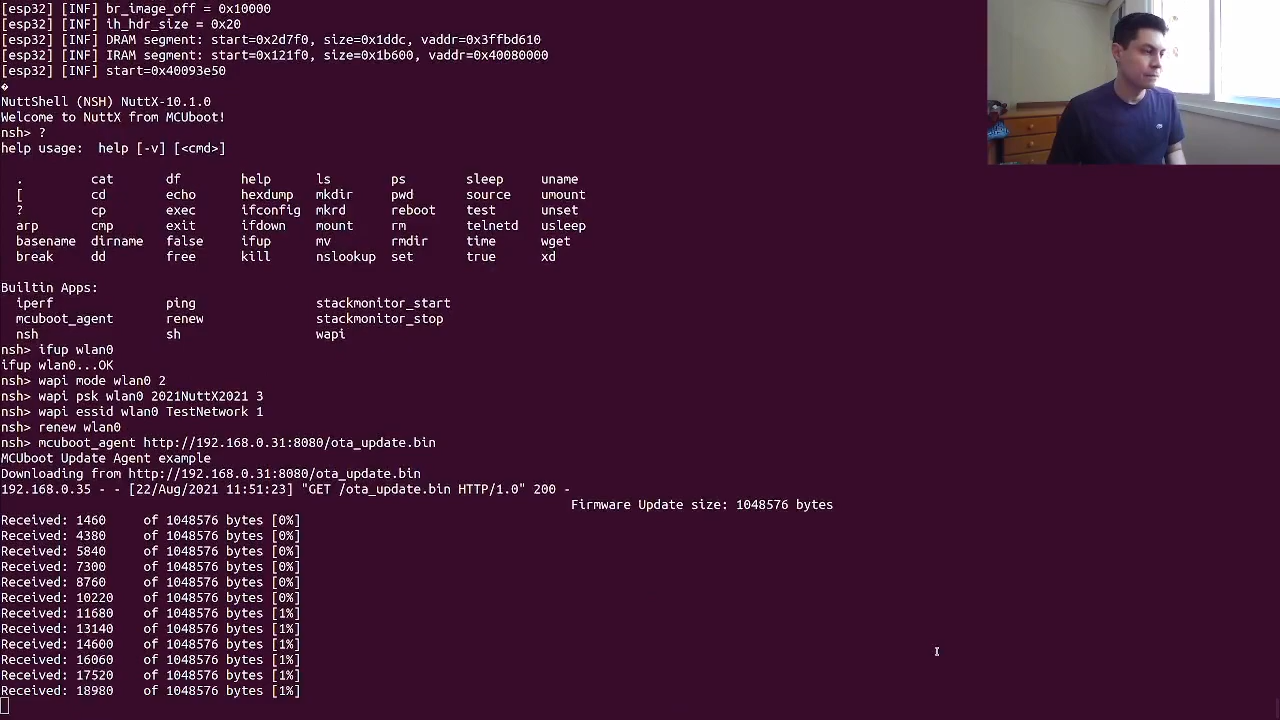 [esp32] [INF] br_image_off = 0x10000
[esp32] [INF] ih_hdr_size = 0x20
[esp32] [INF] DRAM segment: start=0x2d7f0, size=0x1ddc, vaddr=0x3ffbd610
[esp32] [INF] IRAM segment: start=0x121f0, size=0x1b600, vaddr=0x40080000
[esp32] [INF] start=0x40093e50
�
NuttShell (NSH) NuttX-10.1.0
Welcome to NuttX from MCUboot!
nsh> ?
help usage:  help [-v] [<cmd>]
.         cat       df        help      ls        ps        sleep     uname
[         cd        echo      hexdump   mkdir     pwd       source    umount
?         cp        exec      ifconfig  mkrd      reboot    test      unset
arp       cmp       exit      ifdown    mount     rm        telnetd   usleep
basename  dirname   false     ifup      mv        rmdir     time      wget
break     dd        free      kill      nslookup  set       true      xd
Builtin Apps:
iperf             ping              stackmonitor_start
mcuboot_agent     renew             stackmonitor_stop
nsh               sh                wapi
nsh> ifup wlan0
ifup wlan0...OK
nsh> wapi mode wlan0 2
nsh> wapi psk wlan0 2021NuttX2021 3
nsh> wapi essid wlan0 TestNetwork 1
nsh> renew wlan0
nsh> mcuboot_agent http://192.168.0.31:8080/ota_update.bin
MCUboot Update Agent example
Downloading from http://192.168.0.31:8080/ota_update.bin
192.168.0.35 - - [22/Aug/2021 11:51:23] "GET /ota_update.bin HTTP/1.0" 200 -
Firmware Update size: 1048576 bytes
Received: 1460     of 1048576 bytes [0%]
Received: 4380     of 1048576 bytes [0%]
Received: 5840     of 1048576 bytes [0%]
Received: 7300     of 1048576 bytes [0%]
Received: 8760     of 1048576 bytes [0%]
Received: 10220    of 1048576 bytes [0%]
Received: 11680    of 1048576 bytes [1%]
Received: 13140    of 1048576 bytes [1%]
Received: 14600    of 1048576 bytes [1%]
Received: 16060    of 1048576 bytes [1%]
Received: 17520    of 1048576 bytes [1%]
Received: 18980    of 1048576 bytes [1%]